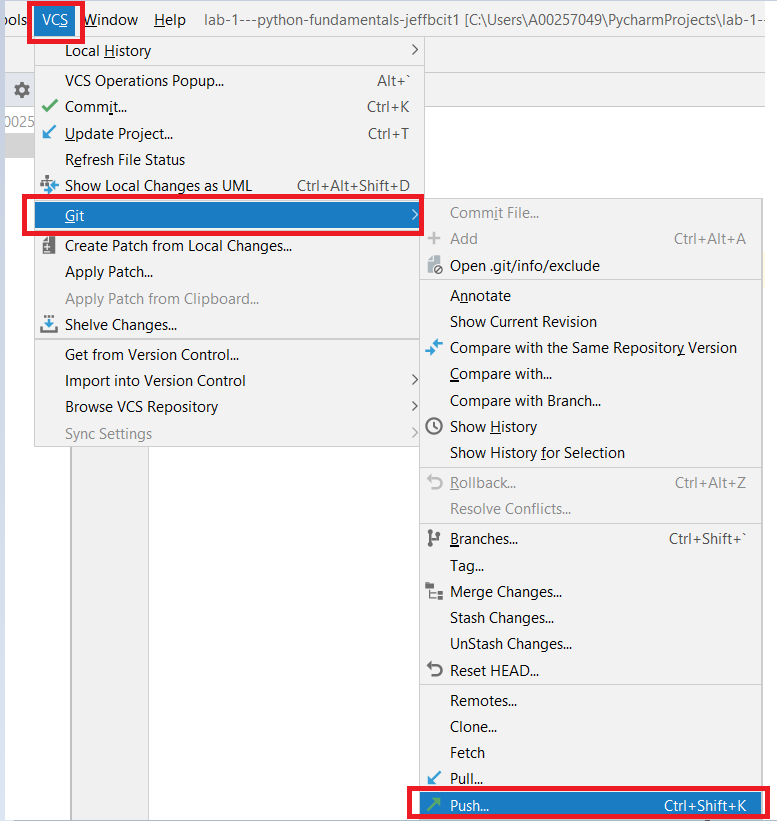 ools VCS Window Help lab-1---python-fundamentals-jeffbcit1 [C:\Users\A00257049\PycharmProjects\lab-1
Local History
VCS Operations Popup... Alt+`
Commit... Ctrl+K
0025
Update Project... Ctrl+T
Refresh File Status
Show Local Changes as UML Ctrl+Alt+Shift+D
Git
Create Patch from Local Changes...
Apply Patch...
Apply Patch from Clipboard...
Shelve Changes...
Get from Version Control...
Import into Version Control
Browse VCS Repository
Sync Settings
Commit File...
Add Ctrl+Alt+A
Open .git/info/exclude
Annotate
Show Current Revision
Compare with the Same Repository Version
Compare with...
Compare with Branch...
Show History
Show History for Selection
Rollback... Ctrl+Alt+Z
Resolve Conflicts...
Branches... Ctrl+Shift+`
Tag...
Merge Changes...
Stash Changes...
UnStash Changes...
Reset HEAD...
Remotes...
Clone...
Fetch
Pull...
Push... Ctrl+Shift+K